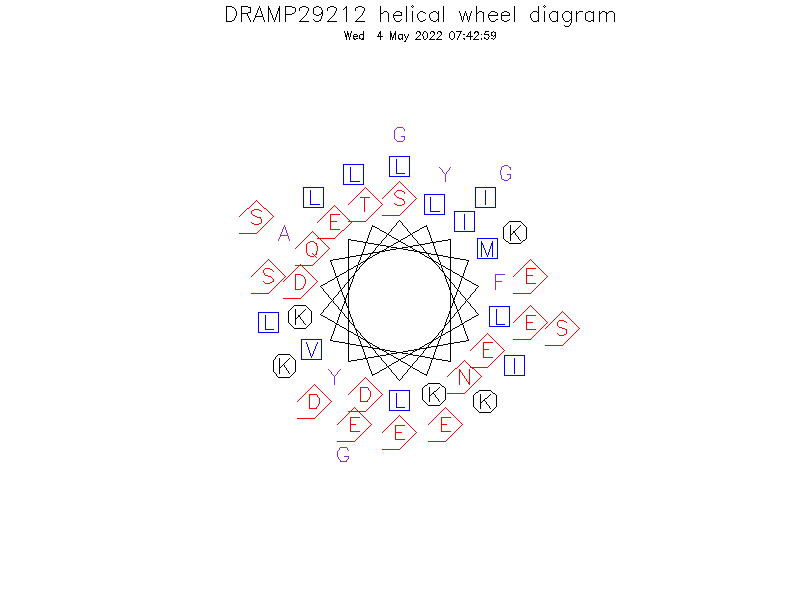 DRAMP29212 helical wheel diagram
Wed 4 May 2022 07:42:59
G
L L L Y G
S A E T S L I I
Q M K
S D F E
L K L E S
K V E I
Y N
D D L K K
E E E
G